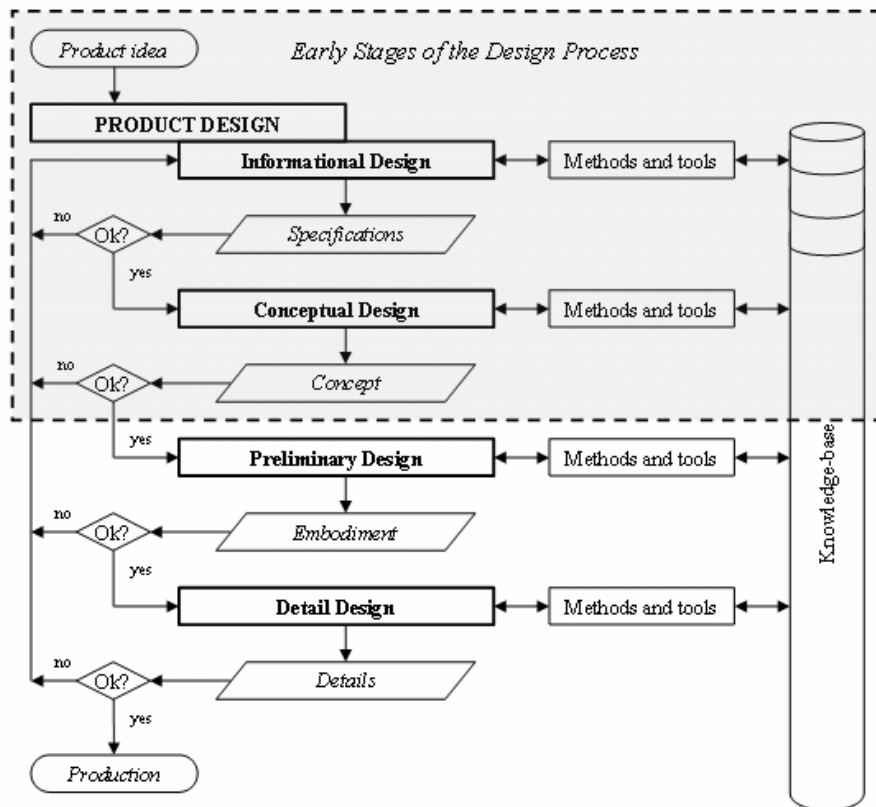 Product idea
Early Stages of the Design Process
PRODUCT DESIGN
Informational Design
Methods and tools
no
Ok?
Specifications
yes
Conceptual Design
Methods and tools
no
Ok?
Concept
yes
Preliminary Design
Methods and tools
Knowledge-base
no
Ok?
Embodiment
yes
Detail Design
Methods and tools
no
Ok?
Details
yes
Production